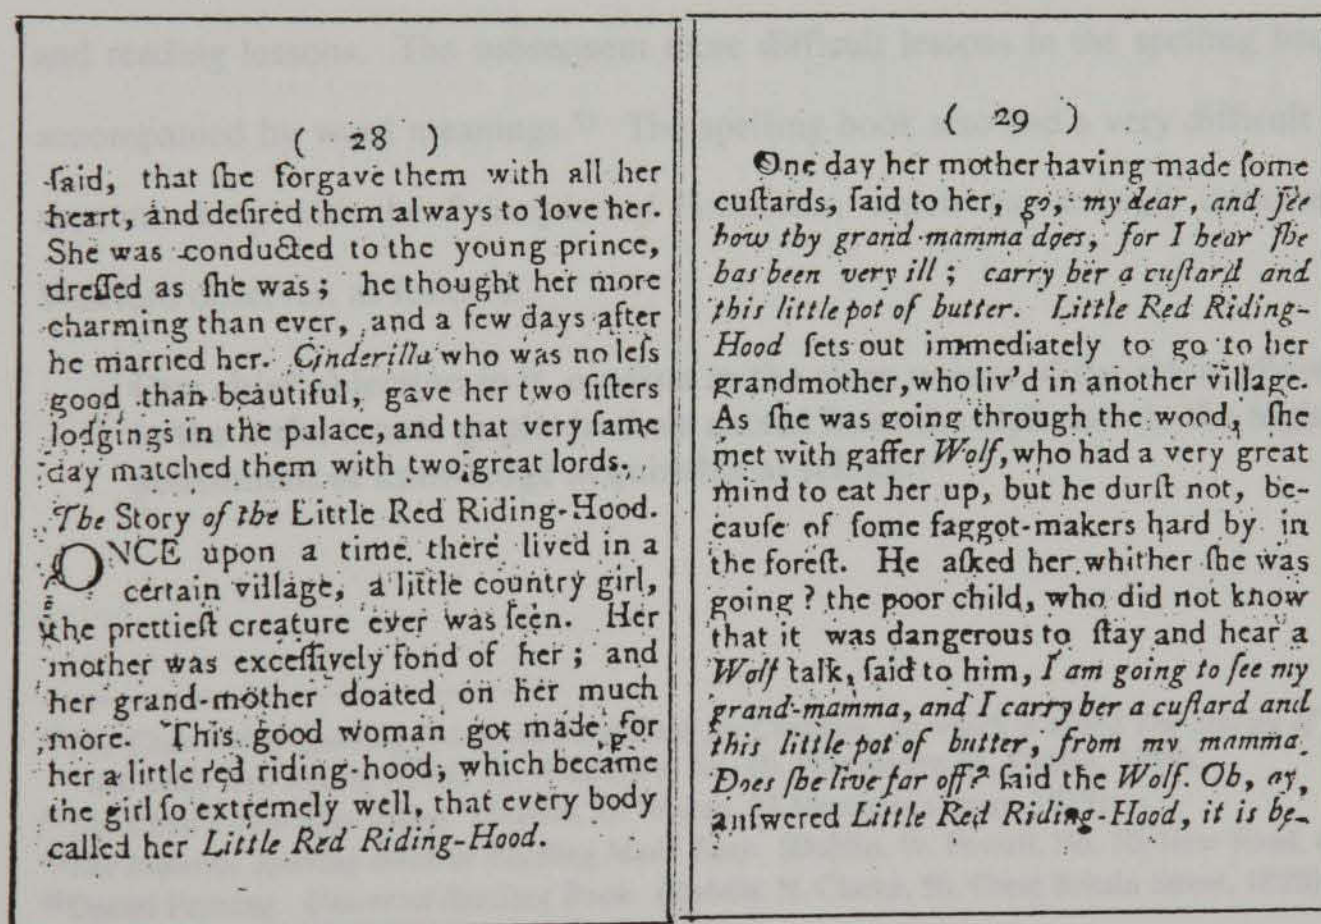 ( 28 )
ſaid, that ſhe forgave them with all her
heart, and deſired them always to love her.
She was conducted to the young prince,
dreſſed as ſhe was; he thought her more
charming than ever, and a few days after
he married her. Cinderilla who was no leſs
good than beautiful, gave her two ſiſters
lodgings in the palace, and that very ſame
day matched them with two great lords.
The Story of the Little Red Riding-Hood.
ONCE upon a time there lived in a
certain village, a little country girl,
the prettieſt creature ever was ſeen. Her
mother was exceſſively fond of her; and
her grand-mother doated on her much
more. This good woman got made for
her a little red riding-hood, which became
the girl ſo extremely well, that every body
called her Little Red Riding-Hood.
( 29 )
One day her mother having made ſome
cuſtards, ſaid to her, go, my dear, and ſee
how thy grand-mamma does, for I hear ſhe
has been very ill; carry her a cuſtard and
this little pot of butter. Little Red Riding-
Hood ſets out immediately to go to her
grandmother, who liv'd in another village.
As ſhe was going through the wood, ſhe
met with gaffer Wolf, who had a very great
mind to eat her up, but he durſt not, be-
cauſe of ſome faggot-makers hard by in
the foreſt. He aſked her whither ſhe was
going? the poor child, who did not know
that it was dangerous to ſtay and hear a
Wolf talk, ſaid to him, I am going to ſee my
grand-mamma, and I carry her a cuſtard and
this little pot of butter, from my mamma.
Does ſhe live far off? ſaid the Wolf. Oh, ay,
anſwered Little Red Riding-Hood, it is be-